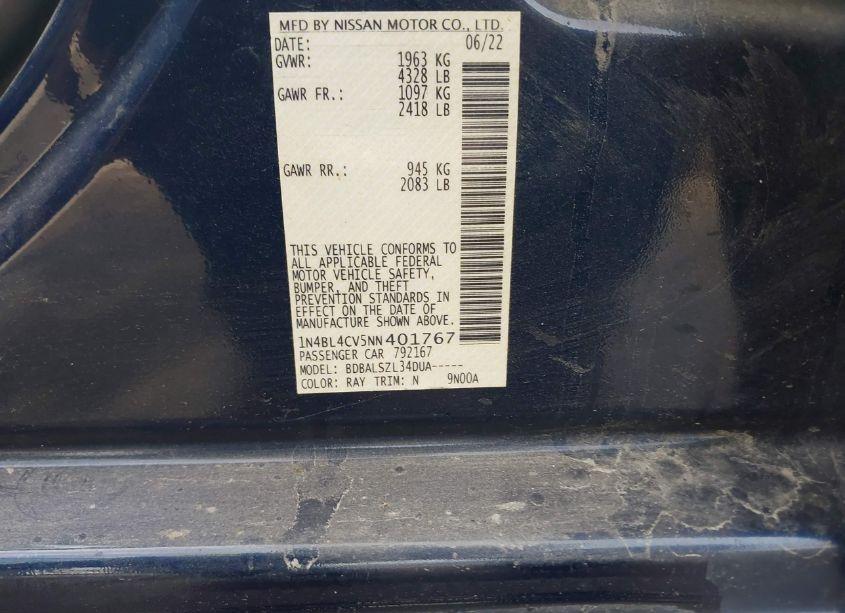 MFD BY NISSAN MOTOR CO., LTD.
DATE: 06/22
GVWR: 1963 KG
4328 LB
GAWR FR.: 1097 KG
2418 LB
GAWR RR.: 945 KG
2083 LB
THIS VEHICLE CONFORMS TO
ALL APPLICABLE FEDERAL
MOTOR VEHICLE SAFETY,
BUMPER, AND THEFT
PREVENTION STANDARDS IN
EFFECT ON THE DATE OF
MANUFACTURE SHOWN ABOVE.
1N4BL4CV5NN401767
PASSENGER CAR 792167
MODEL: BDBALSZL34DUA-----
COLOR: RAY TRIM: N 9N00A